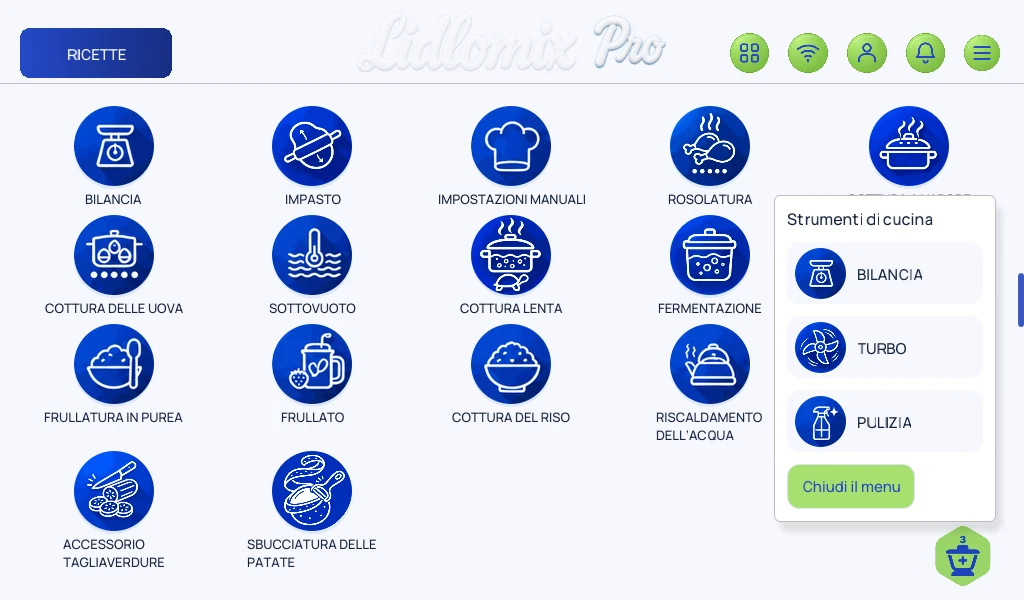 RICETTE
Lidlomix Pro
BILANCIA
IMPASTO
IMPOSTAZIONI MANUALI
ROSOLATURA
COTTURA DELLE UOVA
SOTTOVUOTO
COTTURA LENTA
FERMENTAZIONE
FRULLATURA IN PUREA
FRULLATO
COTTURA DEL RISO
RISCALDAMENTO
DELL'ACQUA
ACCESSORIO
TAGLIAVERDURE
SBUCCIATURA DELLE
PATATE
Strumenti di cucina
BILANCIA
TURBO
PULIZIA
Chiudi il menu
3